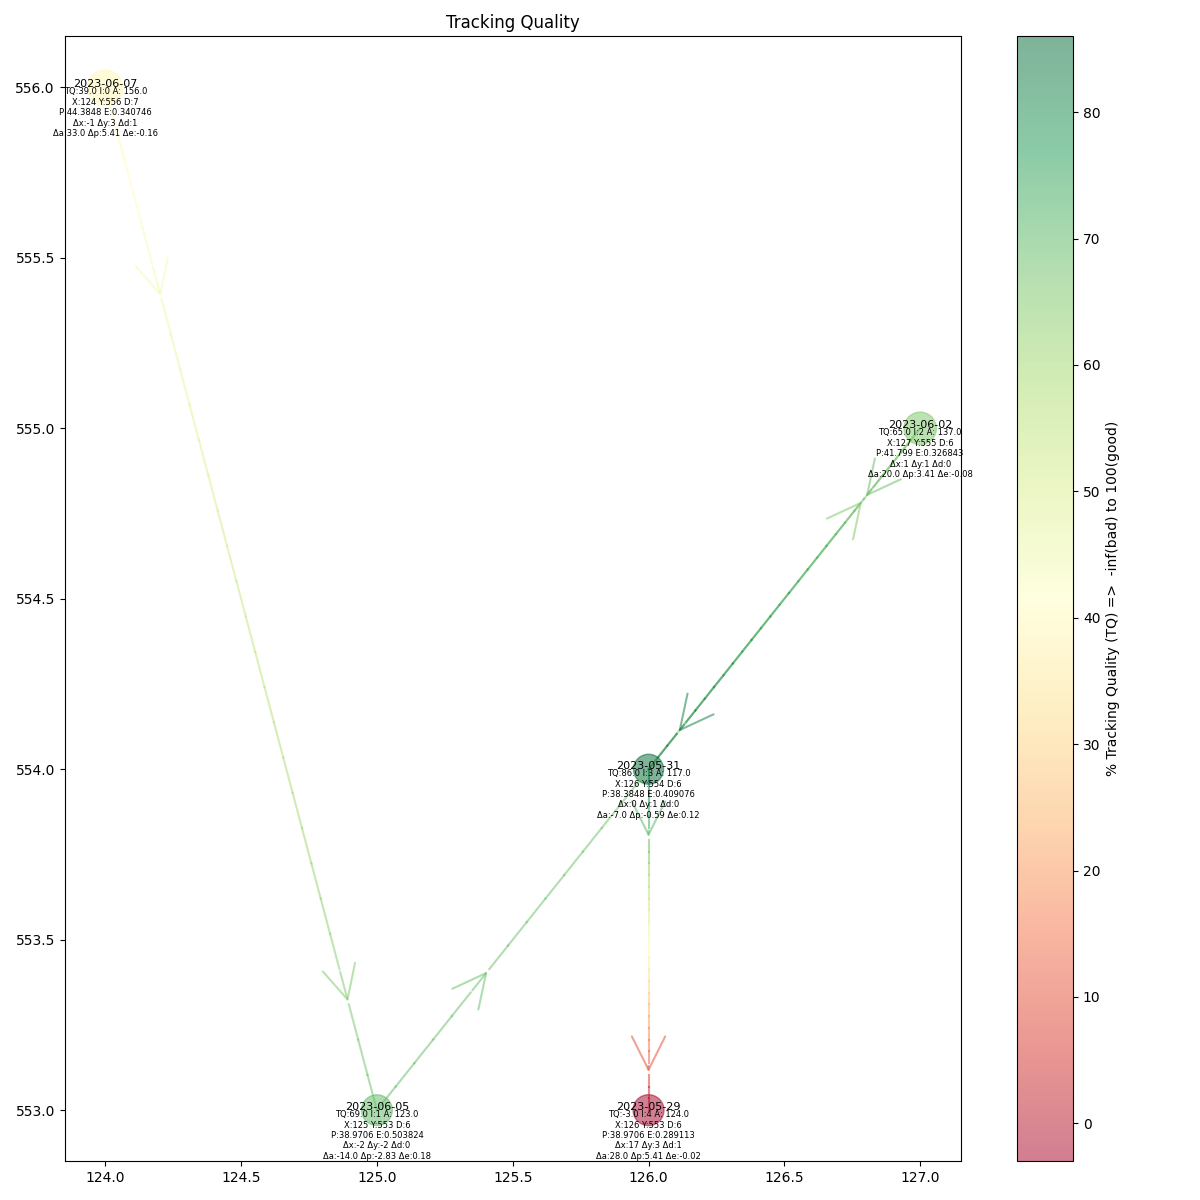 Tracking Quality
556.0
555.5
555.0
554.5
554.0
553.5
553.0
2023-06-07
TQ:39.0 I:0 A: 156.0
X:124 Y:556 D:7
P:44.3848 E:0.340746
Δx:-1 Δy:3 Δd:1
Δa:33.0 Δp:5.41 Δe:-0.16
2023-06-02
TQ:65.0 I:2 A: 137.0
X:127 Y:555 D:6
P:41.799 E:0.326843
Δx:1 Δy:1 Δd:0
Δa:20.0 Δp:3.41 Δe:-0.08
2023-05-31
TQ:86.0 I:3 A: 117.0
X:126 Y:554 D:6
P:38.3848 E:0.409076
Δx:0 Δy:1 Δd:0
Δa:-7.0 Δp:-0.59 Δe:0.12
2023-06-05
TQ:69.0 I:1 A: 123.0
X:125 Y:553 D:6
P:38.9706 E:0.503824
Δx:-2 Δy:-2 Δd:0
Δa:-14.0 Δp:-2.83 Δe:0.18
2023-05-29
TQ:-3.0 I:4 A: 124.0
X:126 Y:553 D:6
P:38.9706 E:0.289113
Δx:17 Δy:3 Δd:1
Δa:28.0 Δp:5.41 Δe:-0.02
124.0
124.5
125.0
125.5
126.0
126.5
127.0
80
70
60
50
40
30
20
10
0
% Tracking Quality (TQ) =>  -inf(bad) to 100(good)